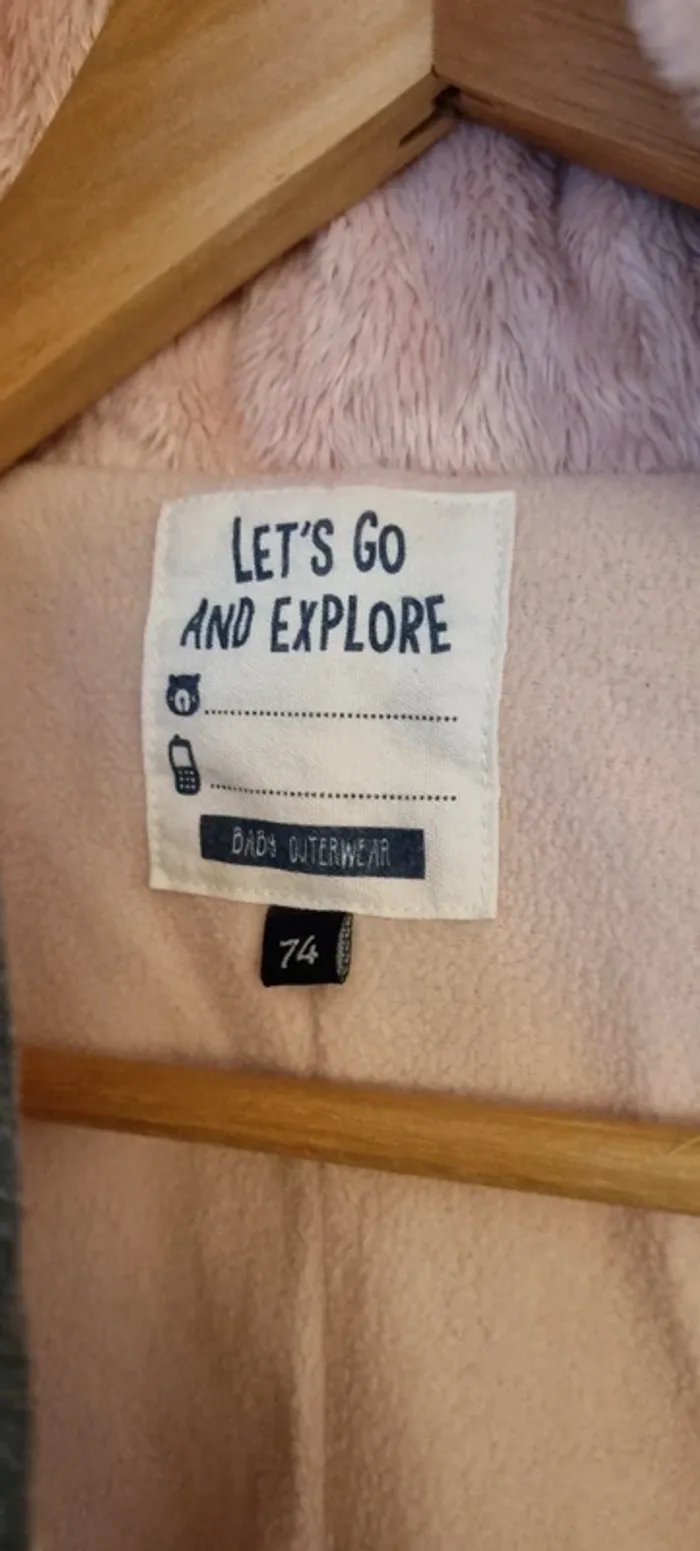 LET'S GO
AND EXPLORE
BABY OUTERWEAR
74